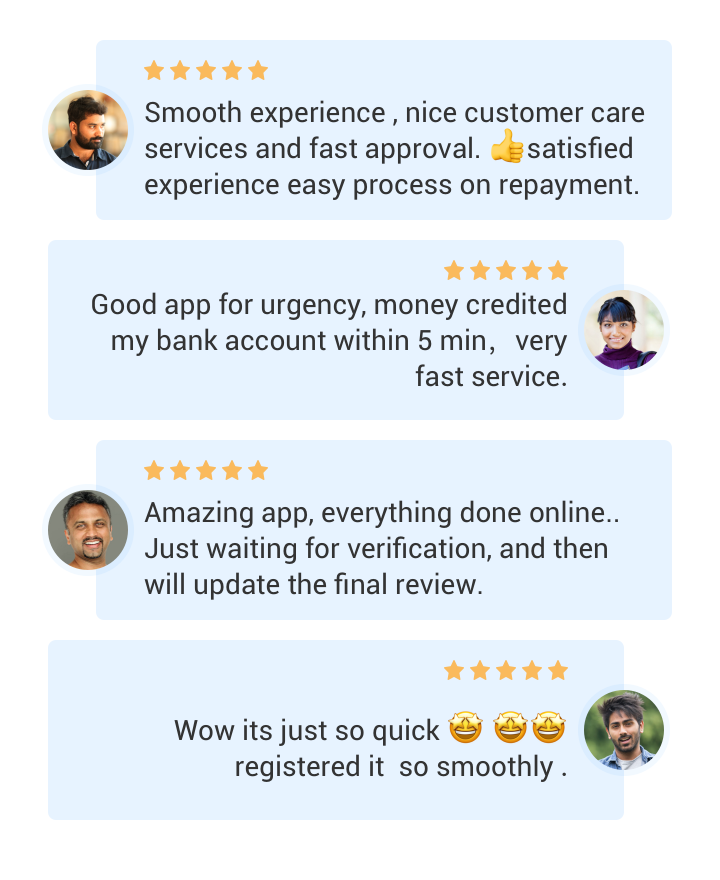 Smooth experience , nice customer care
services and fast approval. 👍satisfied
experience easy process on repayment.
Good app for urgency, money credited
my bank account within 5 min， very
fast service.
Amazing app, everything done online..
Just waiting for verification, and then
will update the final review.
Wow its just so quick 🤩 🤩🤩
registered it  so smoothly .